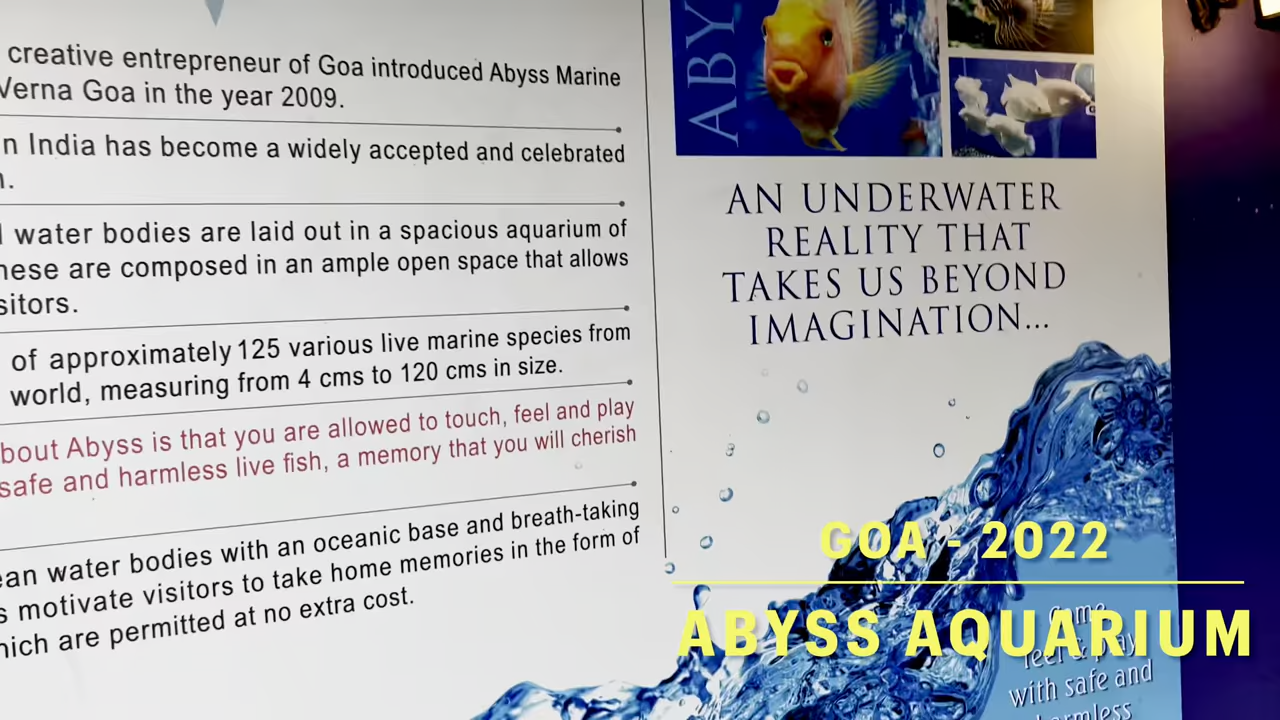 creative entrepreneur of Goa introduced Abyss Marine
Verna Goa in the year 2009.
n India has become a widely accepted and celebrated
water bodies are laid out in a spacious aquarium of
hese are composed in an ample open space that allows
sitors.
of approximately 125 various live marine species from
world, measuring from 4 cms to 120 cms in size.
bout Abyss is that you are allowed to touch, feel and play
safe and harmless live fish, a memory that you will cherish
ean water bodies with an oceanic base and breath-taking
s motivate visitors to take home memories in the form of
hich are permitted at no extra cost.
ABY
AN UNDERWATER
REALITY THAT
TAKES US BEYOND
IMAGINATION...
GOA - 2022
ABYSS AQUARIUM
Come
feel & play
with safe and
harmless